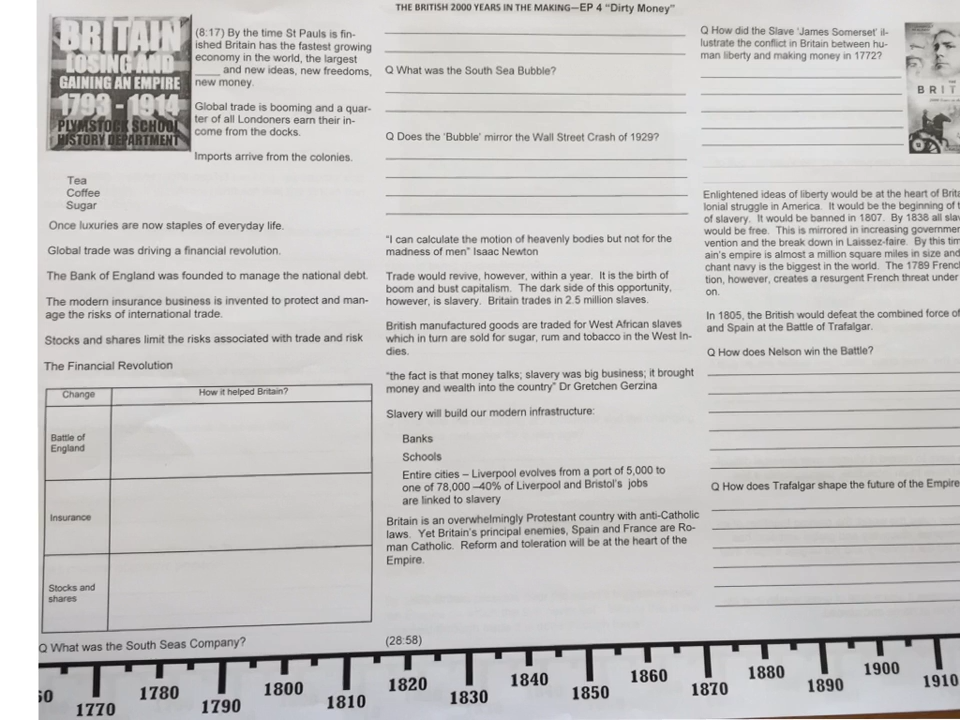 THE BRITISH 2000 YEARS IN THE MAKING—EP 4 “Dirty Money”
BRITAIN
LOSING AND
GAINING AN EMPIRE
1799 - 1914
PLYMSTOCK SCHOOL
HISTORY DEPARTMENT
(8:17) By the time St Pauls is fin-
ished Britain has the fastest growing
economy in the world, the largest
____ and new ideas, new freedoms,
new money.
Global trade is booming and a quar-
ter of all Londoners earn their in-
come from the docks.
Imports arrive from the colonies.
Tea
Coffee
Sugar
Once luxuries are now staples of everyday life.
Global trade was driving a financial revolution.
The Bank of England was founded to manage the national debt.
The modern insurance business is invented to protect and man-
age the risks of international trade.
Stocks and shares limit the risks associated with trade and risk
The Financial Revolution
Change How it helped Britain?
Battle of
England
Insurance
Stocks and
shares
Q What was the South Seas Company?
Q What was the South Sea Bubble?
Q Does the ‘Bubble’ mirror the Wall Street Crash of 1929?
“I can calculate the motion of heavenly bodies but not for the
madness of men” Isaac Newton
Trade would revive, however, within a year. It is the birth of
boom and bust capitalism. The dark side of this opportunity,
however, is slavery. Britain trades in 2.5 million slaves.
British manufactured goods are traded for West African slaves
which in turn are sold for sugar, rum and tobacco in the West In-
dies.
“the fact is that money talks; slavery was big business; it brought
money and wealth into the country” Dr Gretchen Gerzina
Slavery will build our modern infrastructure:
Banks
Schools
Entire cities – Liverpool evolves from a port of 5,000 to
one of 78,000 –40% of Liverpool and Bristol’s jobs
are linked to slavery
Britain is an overwhelmingly Protestant country with anti-Catholic
laws. Yet Britain’s principal enemies, Spain and France are Ro-
man Catholic. Reform and toleration will be at the heart of the
Empire.
(28:58)
Q How did the Slave ‘James Somerset’ il-
lustrate the conflict in Britain between hu-
man liberty and making money in 1772?
BRIT
Enlightened ideas of liberty would be at the heart of Brita
lonial struggle in America. It would be the beginning of t
of slavery. It would be banned in 1807. By 1838 all slav
would be free. This is mirrored in increasing governmen
vention and the break down in Laissez-faire. By this tim
ain’s empire is almost a million square miles in size and
chant navy is the biggest in the world. The 1789 French
tion, however, creates a resurgent French threat under
on.
In 1805, the British would defeat the combined force of
and Spain at the Battle of Trafalgar.
Q How does Nelson win the Battle?
Q How does Trafalgar shape the future of the Empire
60 1770 1780 1790 1800 1810 1820 1830 1840 1850 1860 1870 1880 1890 1900 1910